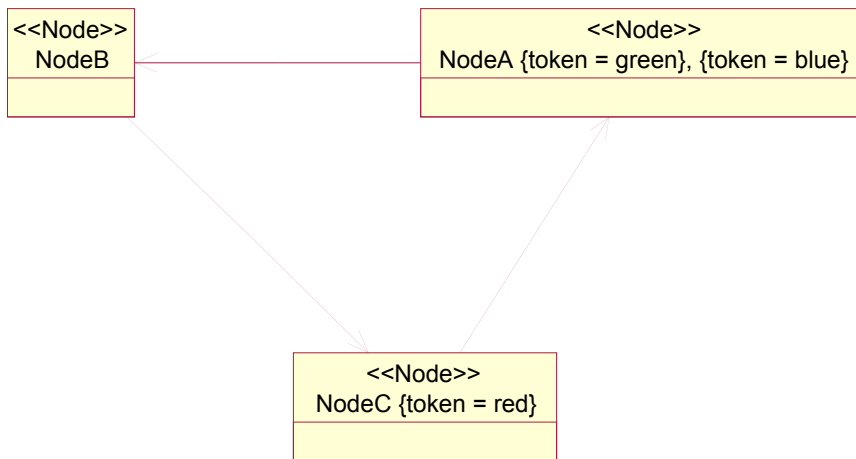 <<Node>>
NodeB
<<Node>>
NodeA {token = green}, {token = blue}
<<Node>>
NodeC {token = red}